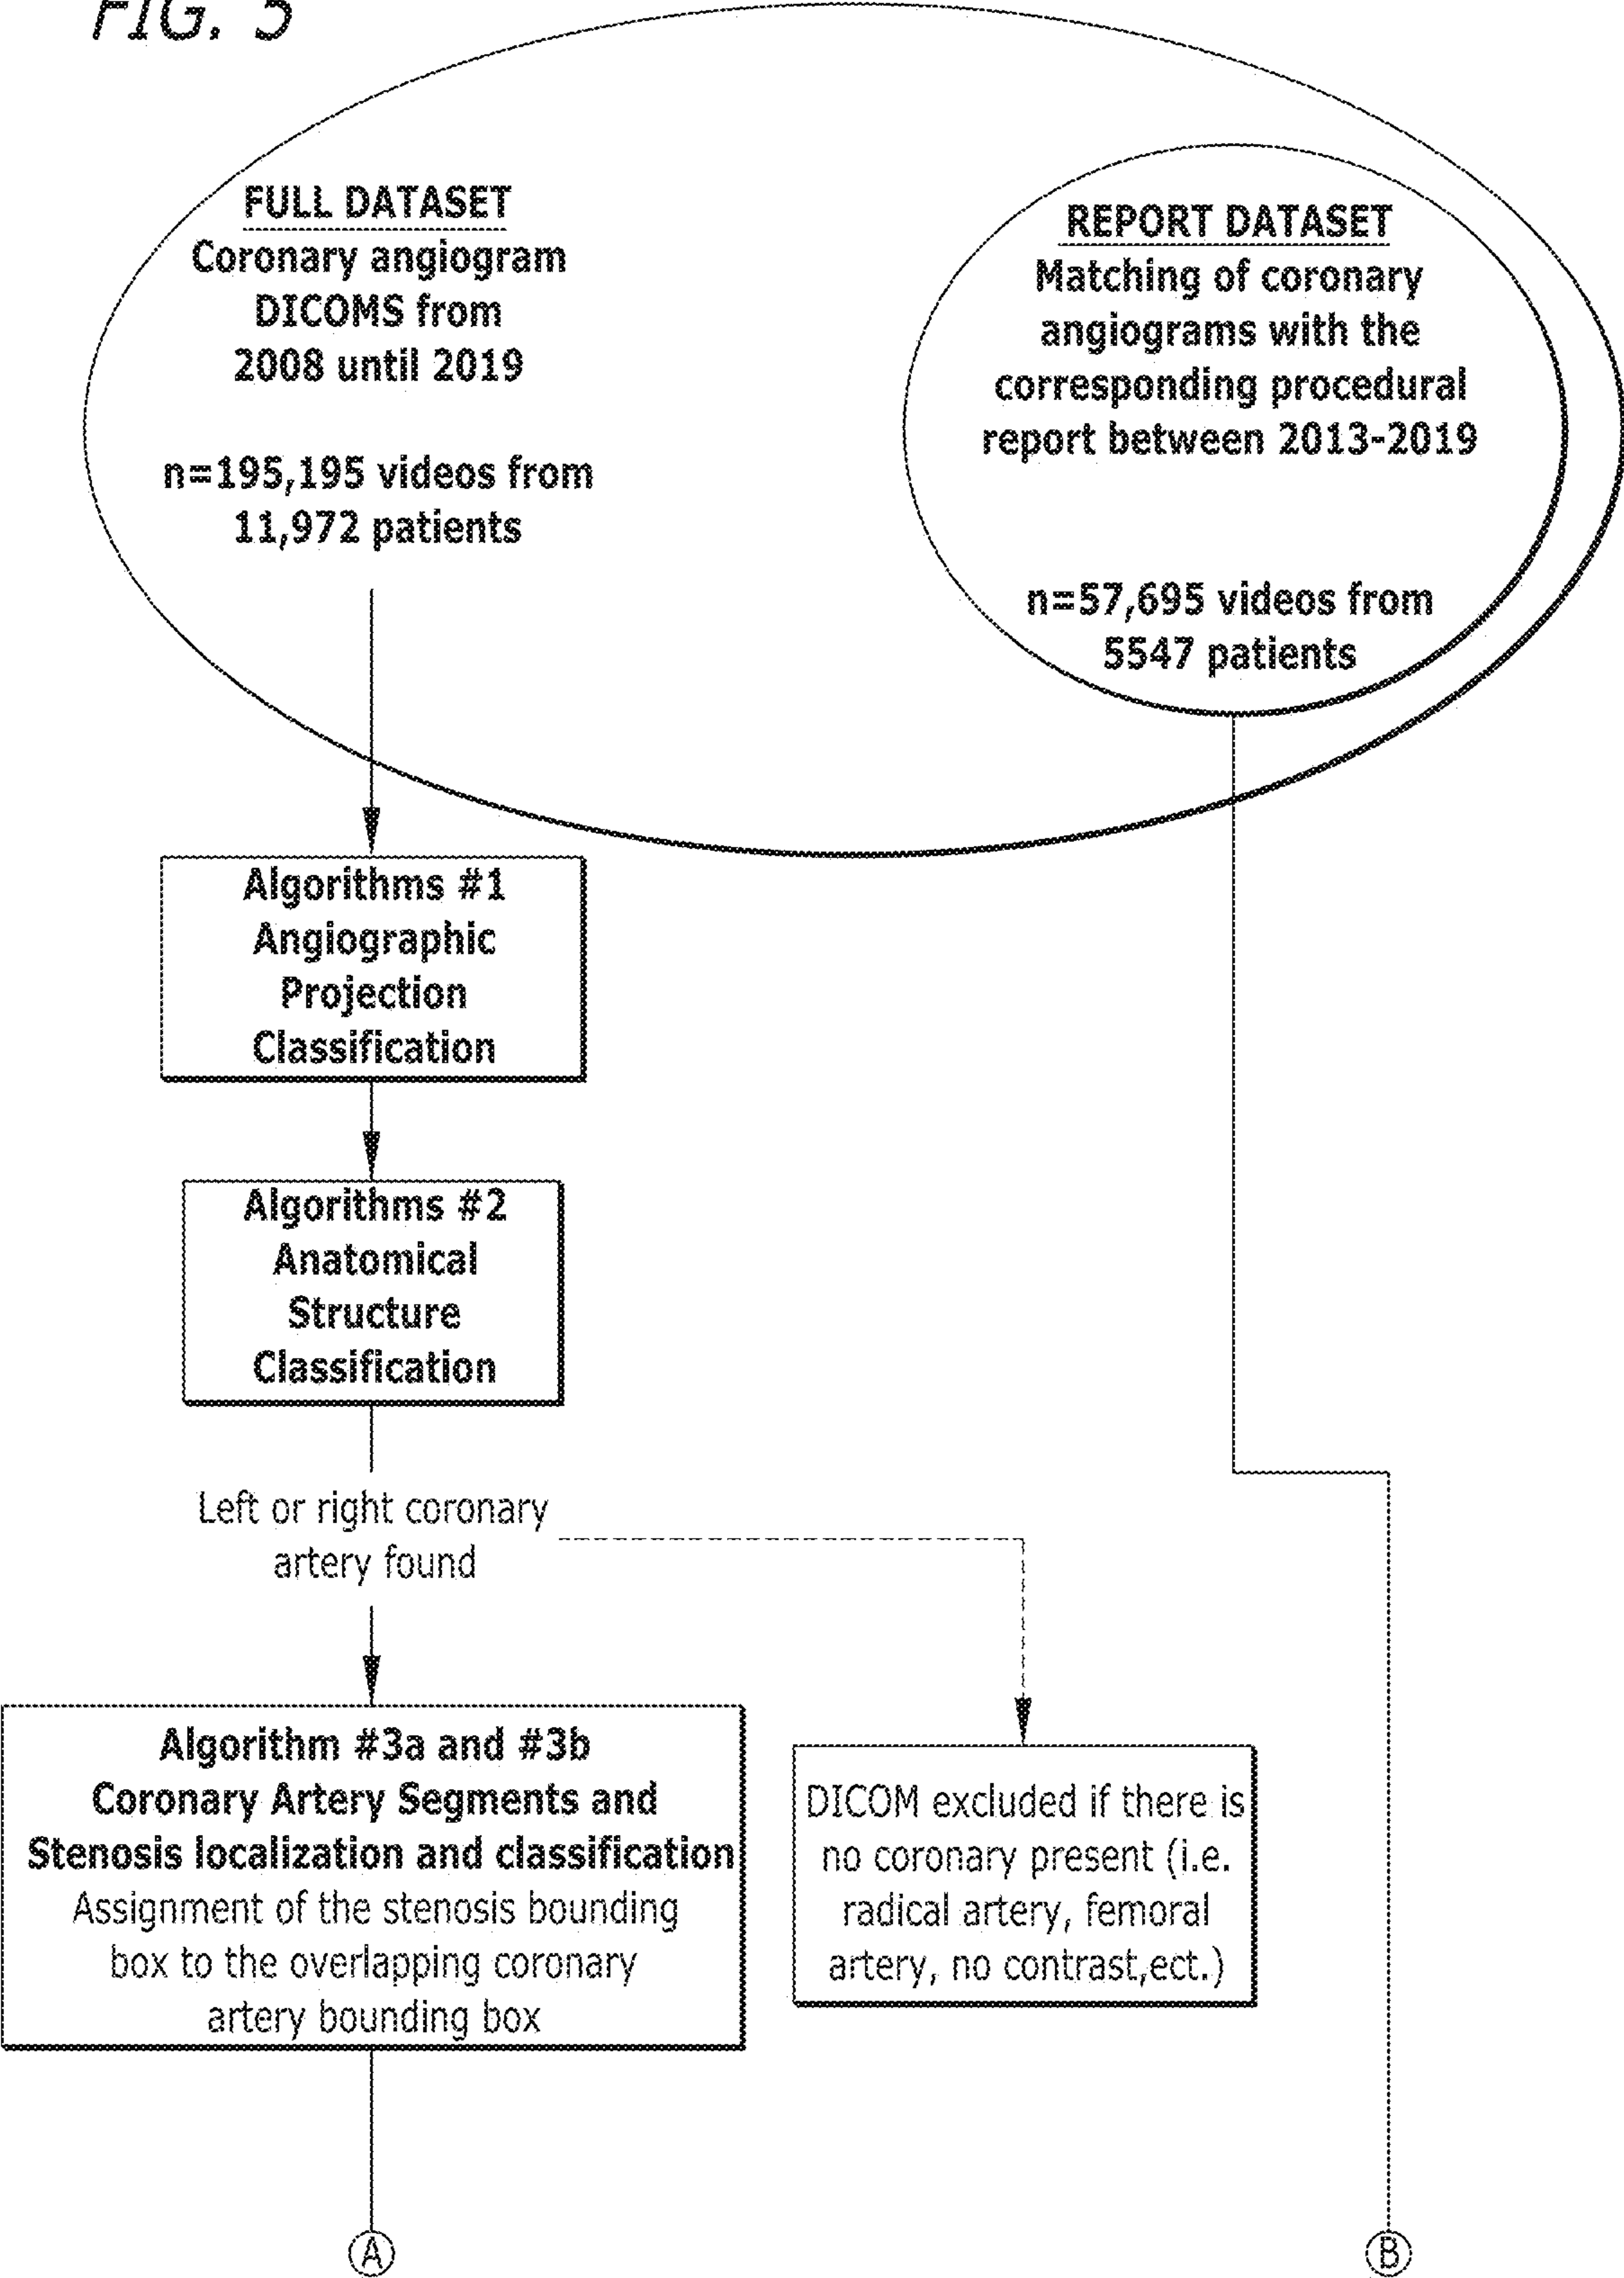 FIG. 5
FULL DATASET
Coronary angiogram
DICOMS from
2008 until 2019
n=195,195 videos from
11,972 patients
REPORT DATASET
Matching of coronary
angiograms with the
corresponding procedural
report between 2013-2019
n=57,695 videos from
5547 patients
Algorithms #1
Angiographic
Projection
Classification
Algorithms #2
Anatomical
Structure
Classification
Left or right coronary
artery found
Algorithm #3a and #3b
Coronary Artery Segments and
Stenosis localization and classification
Assignment of the stenosis bounding
box to the overlapping coronary
artery bounding box
DICOM excluded if there is
no coronary present (i.e.
radical artery, femoral
artery, no contrast,ect.)
A
B